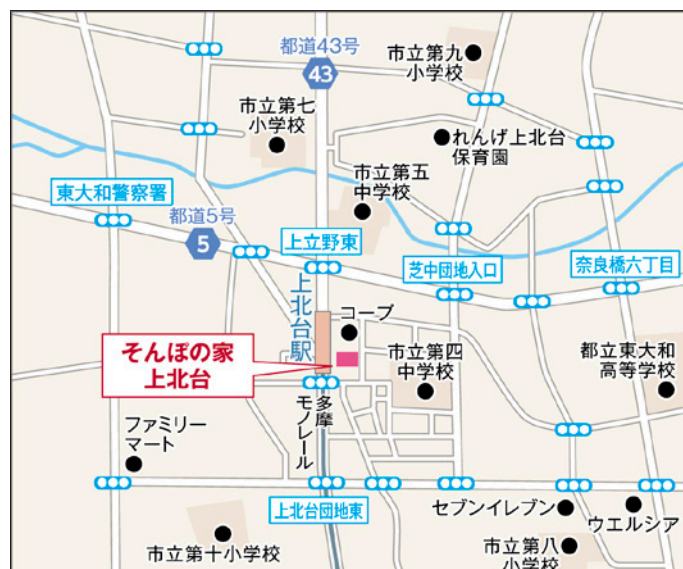 都道43号
43
市立第九
小学校
市立第七
小学校
れんげ上北台
保育園
市立第五
中学校
東大和警察署
都道5号
5
上立野東
芝中団地入口
奈良橋六丁目
上北台駅
コープ
そんぽの家
上北台
市立第四
中学校
都立東大和
高等学校
ファミリー
マート
多摩
モノレール
上北台団地東
セブンイレブン
ウエルシア
市立第十小学校
市立第八
小学校